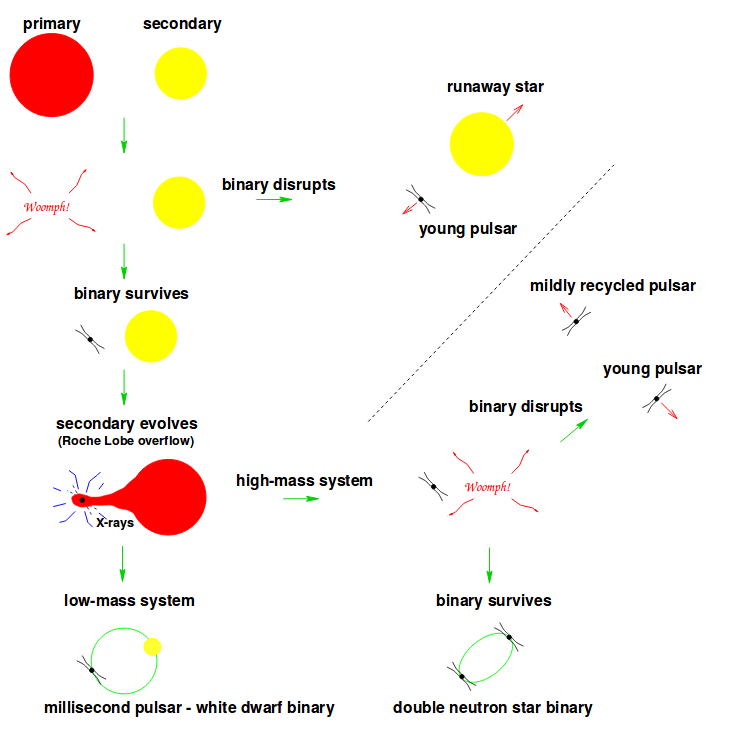 primary
secondary
runaway star
Woomph!
binary disrupts
young pulsar
binary survives
mildly recycled pulsar
young pulsar
binary disrupts
secondary evolves
(Roche Lobe overflow)
high-mass system
Woomph!
X-rays
low-mass system
binary survives
millisecond pulsar - white dwarf binary
double neutron star binary